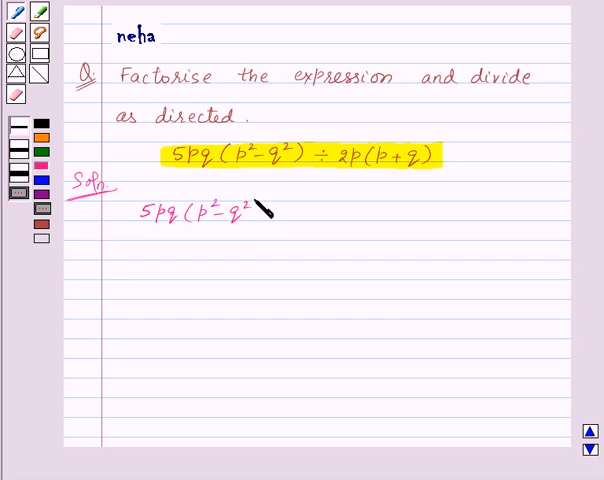 neha
Q. Factorise the expression and divide
as directed.
5pq (p² - q²) ÷ 2p(p + q)
Soln.
5pq (p² - q²